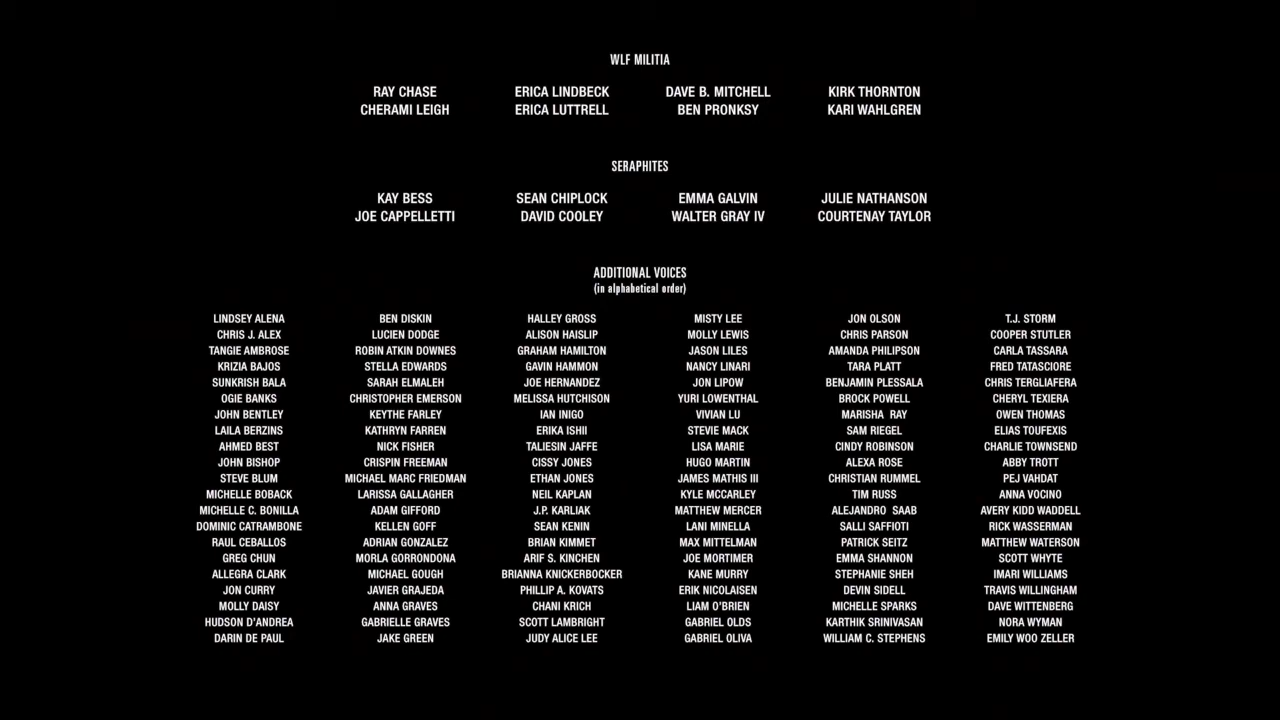 WLF MILITIA
RAY CHASE ERICA LINDBECK DAVE B. MITCHELL KIRK THORNTON
CHERAMI LEIGH ERICA LUTTRELL BEN PRONKSY KARI WAHLGREN
SERAPHITES
KAY BESS SEAN CHIPLOCK EMMA GALVIN JULIE NATHANSON
JOE CAPPELLETTI DAVID COOLEY WALTER GRAY IV COURTENAY TAYLOR
ADDITIONAL VOICES
(in alphabetical order)
LINDSEY ALENA BEN DISKIN HALLEY GROSS MISTY LEE JON OLSON T.J. STORM
CHRIS J. ALEX LUCIEN DODGE ALISON HAISLIP MOLLY LEWIS CHRIS PARSON COOPER STUTLER
TANGIE AMBROSE ROBIN ATKIN DOWNES GRAHAM HAMILTON JASON LILES AMANDA PHILIPSON CARLA TASSARA
KRIZIA BAJOS STELLA EDWARDS GAVIN HAMMON NANCY LINARI TARA PLATT FRED TATASCIORE
SUNKRISH BALA SARAH ELMALEH JOE HERNANDEZ JON LIPOW BENJAMIN PLESSALA CHRIS TERGLIAFERA
OGIE BANKS CHRISTOPHER EMERSON MELISSA HUTCHISON YURI LOWENTHAL BROCK POWELL CHERYL TEXIERA
JOHN BENTLEY KEYTHE FARLEY IAN INIGO VIVIAN LU MARISHA RAY OWEN THOMAS
LAILA BERZINS KATHRYN FARREN ERIKA ISHII STEVIE MACK SAM RIEGEL ELIAS TOUFEXIS
AHMED BEST NICK FISHER TALIESIN JAFFE LISA MARIE CINDY ROBINSON CHARLIE TOWNSEND
JOHN BISHOP CRISPIN FREEMAN CISSY JONES HUGO MARTIN ALEXA ROSE ABBY TROTT
STEVE BLUM MICHAEL MARC FRIEDMAN ETHAN JONES JAMES MATHIS III CHRISTIAN RUMMEL PEJ VAHDAT
MICHELLE BOBACK LARISSA GALLAGHER NEIL KAPLAN KYLE MCCARLEY TIM RUSS ANNA VOCINO
MICHELLE C. BONILLA ADAM GIFFORD J.P. KARLIAK MATTHEW MERCER ALEJANDRO SAAB AVERY KIDD WADDELL
DOMINIC CATRAMBONE KELLEN GOFF SEAN KENIN LANI MINELLA SALLI SAFFIOTI RICK WASSERMAN
RAUL CEBALLOS ADRIAN GONZALEZ BRIAN KIMMET MAX MITTELMAN PATRICK SEITZ MATTHEW WATERSON
GREG CHUN MORLA GORRONDONA ARIF S. KINCHEN JOE MORTIMER EMMA SHANNON SCOTT WHYTE
ALLEGRA CLARK MICHAEL GOUGH BRIANNA KNICKERBOCKER KANE MURRY STEPHANIE SHEH IMARI WILLIAMS
JON CURRY JAVIER GRAJEDA PHILLIP A. KOVATS ERIK NICOLAISEN DEVIN SIDELL TRAVIS WILLINGHAM
MOLLY DAISY ANNA GRAVES CHANI KRICH LIAM O'BRIEN MICHELLE SPARKS DAVE WITTENBERG
HUDSON D'ANDREA GABRIELLE GRAVES SCOTT LAMBRIGHT GABRIEL OLDS KARTHIK SRINIVASAN NORA WYMAN
DARIN DE PAUL JAKE GREEN JUDY ALICE LEE GABRIEL OLIVA WILLIAM C. STEPHENS EMILY WOO ZELLER